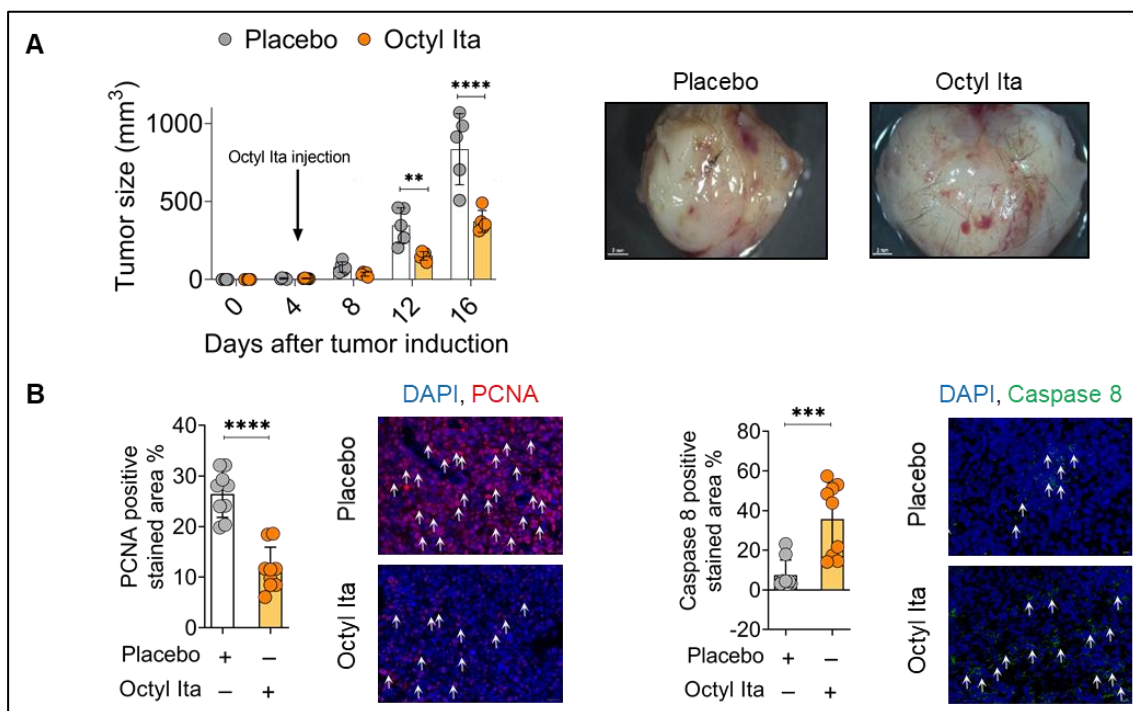 A
Placebo Octyl Ita
Tumor size (mm³)
1000
500
0
Octyl Ita injection
**
****
0 4 8 12 16
Days after tumor induction
Placebo
Octyl Ita
B
PCNA positive
stained area %
40
30
20
10
0
****
Placebo + –
Octyl Ita – +
DAPI, PCNA
Placebo
Octyl Ita
Caspase 8 positive
stained area %
80
60
40
20
0
-20
***
Placebo + –
Octyl Ita – +
DAPI, Caspase 8
Placebo
Octyl Ita